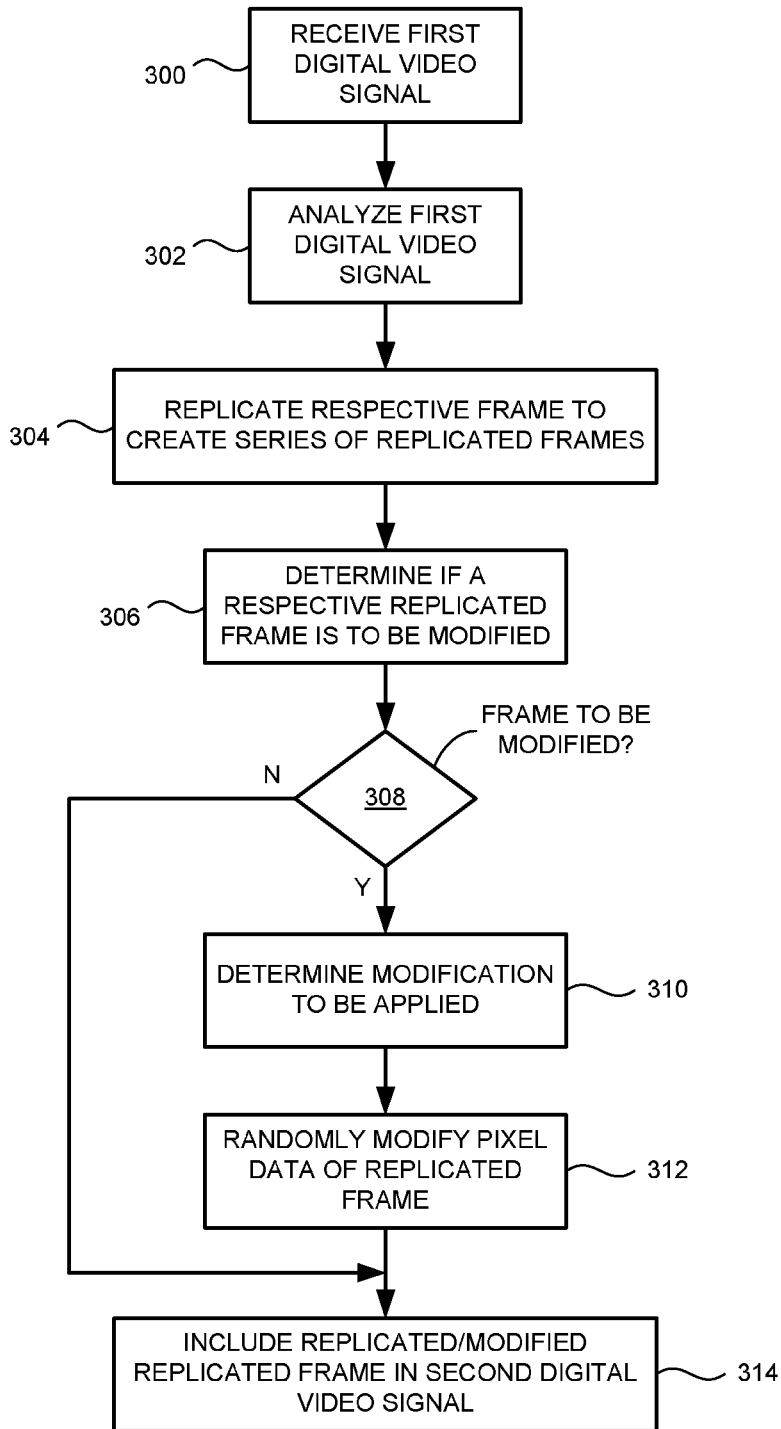 RECEIVE FIRST
DIGITAL VIDEO
SIGNAL
300
ANALYZE FIRST
DIGITAL VIDEO
SIGNAL
302
REPLICATE RESPECTIVE FRAME TO
CREATE SERIES OF REPLICATED FRAMES
304
DETERMINE IF A
RESPECTIVE REPLICATED
FRAME IS TO BE MODIFIED
306
FRAME TO BE
MODIFIED?
N
308
Y
DETERMINE MODIFICATION
TO BE APPLIED
310
RANDOMLY MODIFY PIXEL
DATA OF REPLICATED
FRAME
312
INCLUDE REPLICATED/MODIFIED
REPLICATED FRAME IN SECOND DIGITAL
VIDEO SIGNAL
314